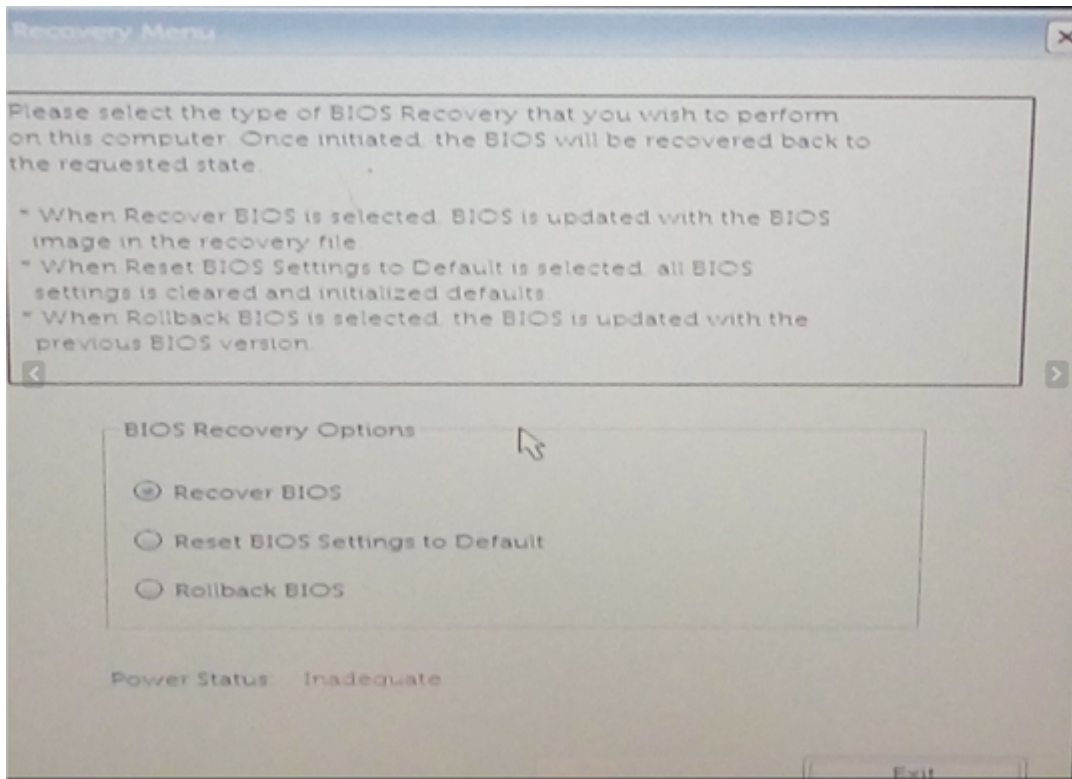 Recovery Menu
Please select the type of BIOS Recovery that you wish to perform
on this computer. Once initiated, the BIOS will be recovered back to
the requested state.
* When Recover BIOS is selected, BIOS is updated with the BIOS
image in the recovery file.
* When Reset BIOS Settings to Default is selected, all BIOS
settings is cleared and initialized defaults
* When Rollback BIOS is selected, the BIOS is updated with the
previous BIOS version.
BIOS Recovery Options
Recover BIOS
Reset BIOS Settings to Default
Rollback BIOS
Power Status: Inadequate
Exit